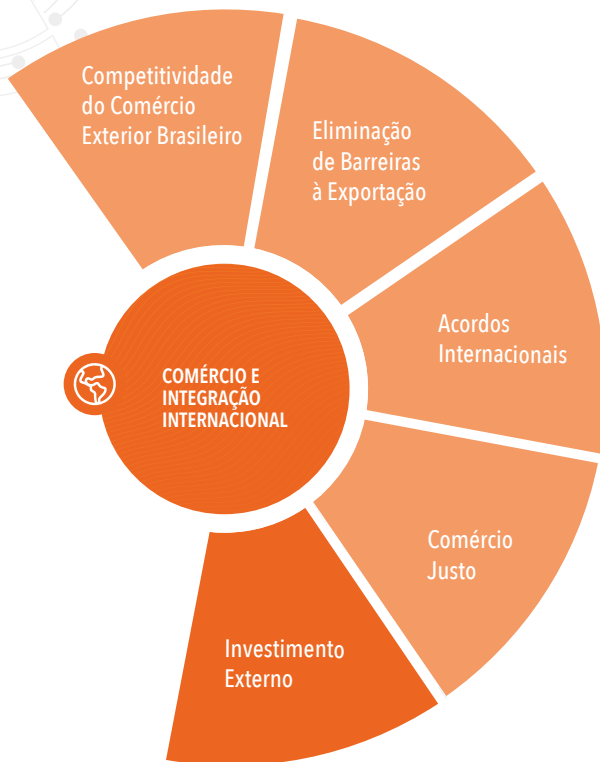 Competitividade
do Comércio
Exterior Brasileiro
Eliminação
de Barreiras
à Exportação
Acordos
Internacionais
COMÉRCIO E
INTEGRAÇÃO
INTERNACIONAL
Comércio
Justo
Investimento
Externo